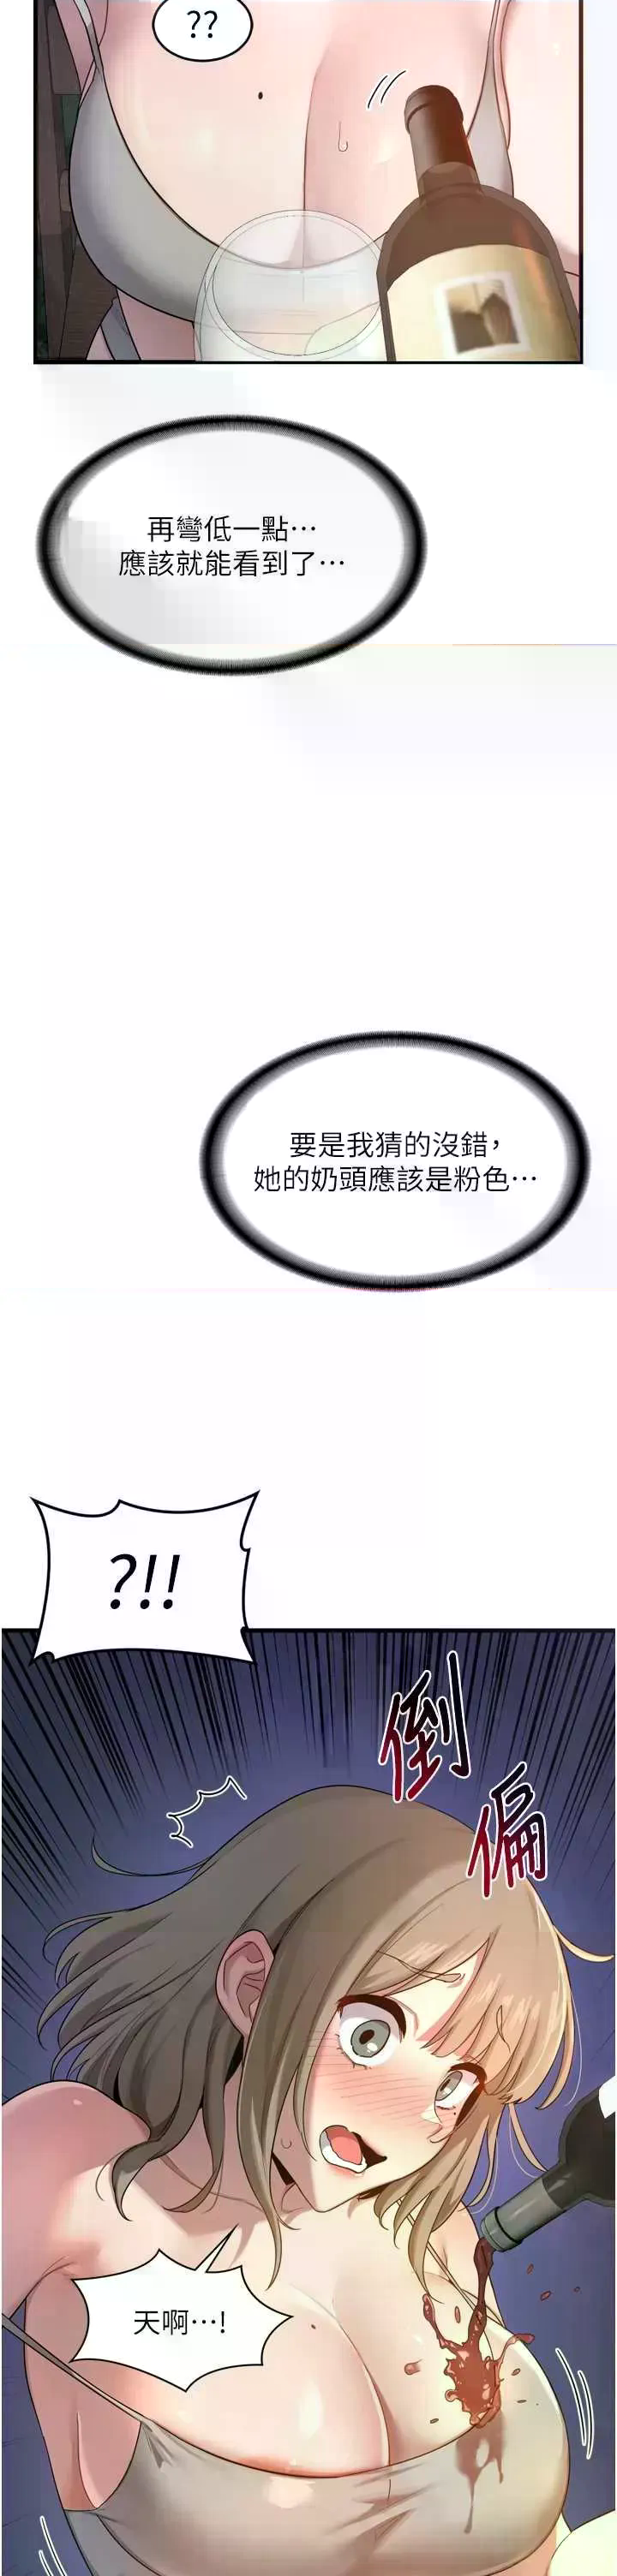 ??
再彎低一點…
應該就能看到了…
要是我猜的沒錯,
她的奶頭應該是粉色…
?!!
倒
偏
天啊…!